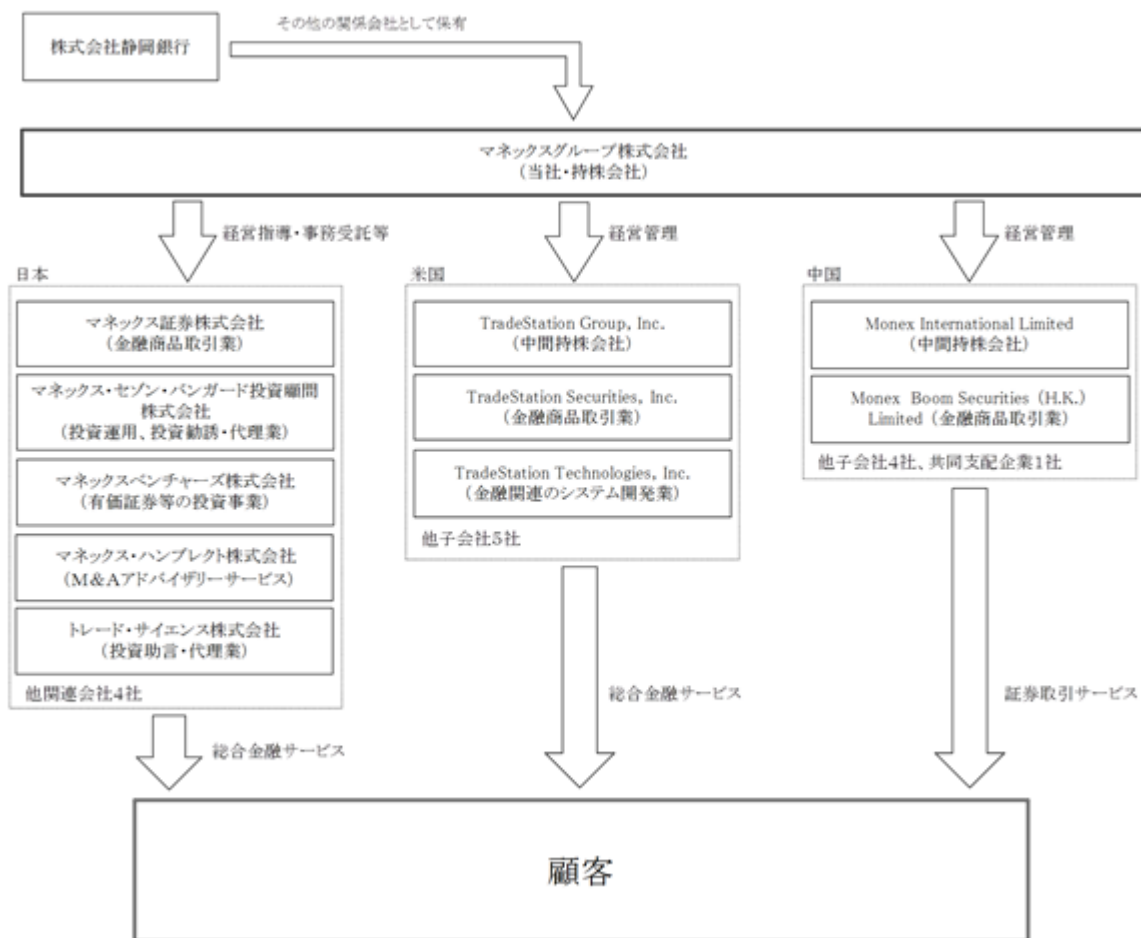 株式会社静岡銀行
その他の関係会社として保有
マネックスグループ株式会社
(当社・持株会社)
経営指導・事務受託等
経営管理
経営管理
日本
マネックス証券株式会社
(金融商品取引業)
マネックス・セゾン・バンガード投資顧問
株式会社
(投資運用、投資勧誘・代理業)
マネックスベンチャーズ株式会社
(有価証券等の投資事業)
マネックス・ハンブレクト株式会社
(M&Aアドバイザリーサービス)
トレード・サイエンス株式会社
(投資助言・代理業)
他関連会社4社
米国
TradeStation Group, Inc.
(中間持株会社)
TradeStation Securities, Inc.
(金融商品取引業)
TradeStation Technologies, Inc.
(金融関連のシステム開発業)
他子会社5社
中国
Monex International Limited
(中間持株会社)
Monex Boom Securities (H.K.)
Limited (金融商品取引業)
他子会社4社、共同支配企業1社
総合金融サービス
総合金融サービス
証券取引サービス
顧客